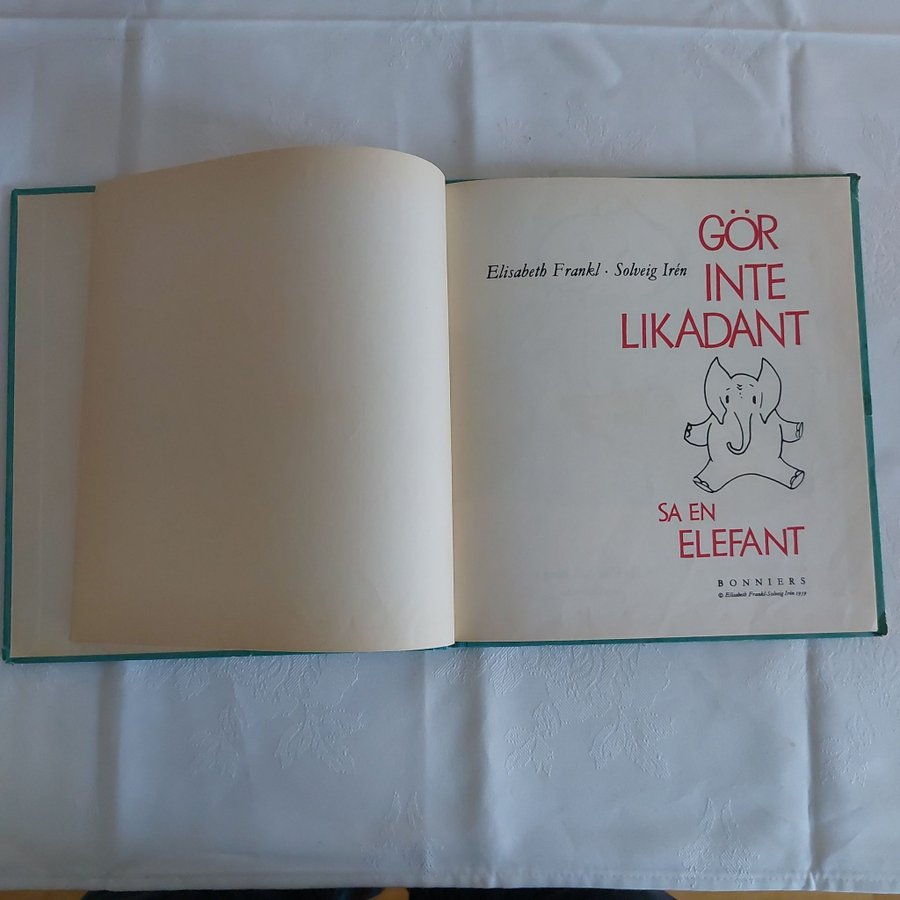 GÖR
Elisabeth Frankl · Solveig Irén
INTE
LIKADANT
SA EN
ELEFANT
BONNIERS
© Elisabeth Frankl-Solveig Irén 1959